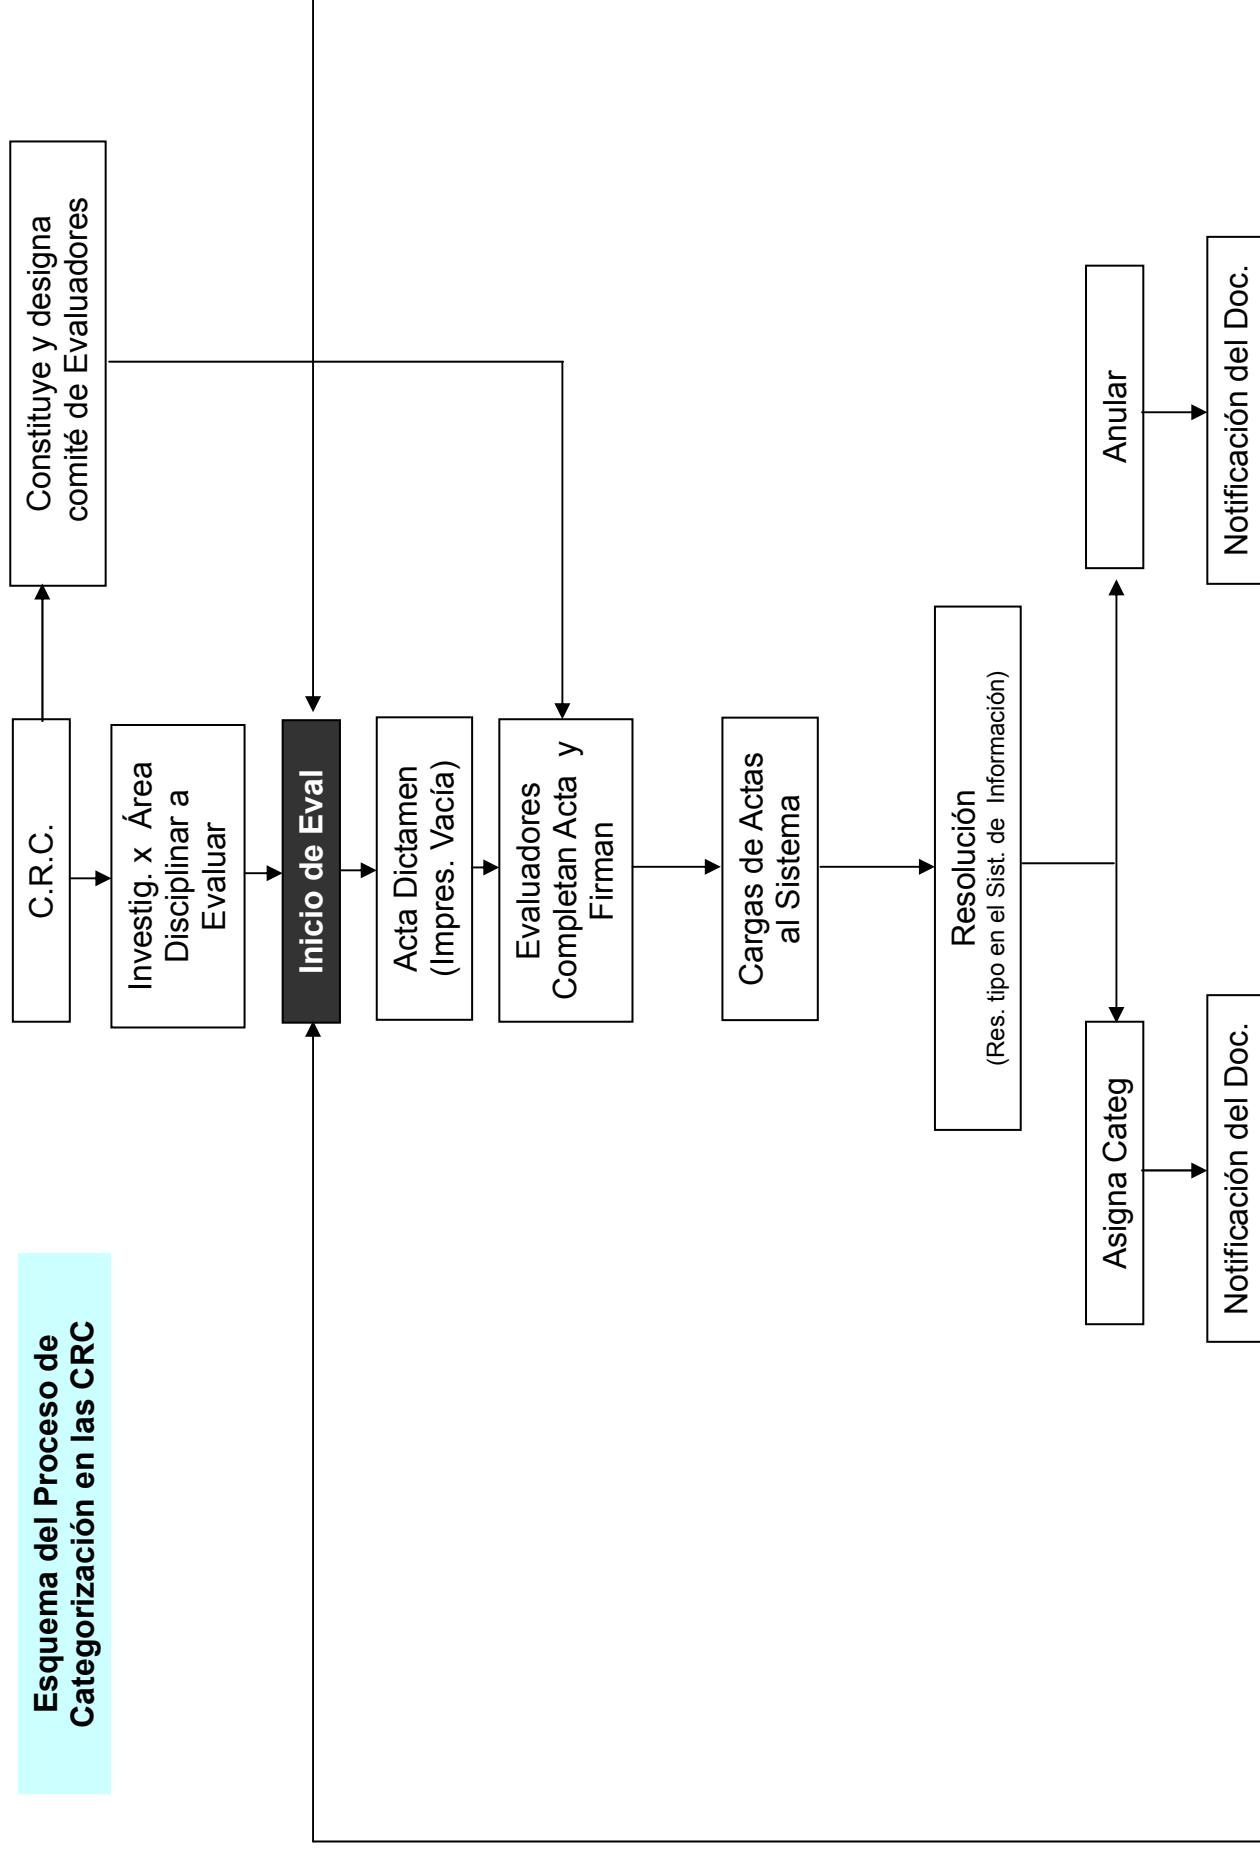 Esquema del Proceso de
Categorización en las CRC
C.R.C.
Constituye y designa
comité de Evaluadores
Investig. x Área
Disciplinar a
Evaluar
Inicio de Eval
Acta Dictamen
(Impres. Vacía)
Evaluadores
Completan Acta y
Firman
Cargas de Actas
al Sistema
Resolución
(Res. tipo en el Sist. de Información)
Asigna Categ
Anular
Notificación del Doc.
Notificación del Doc.